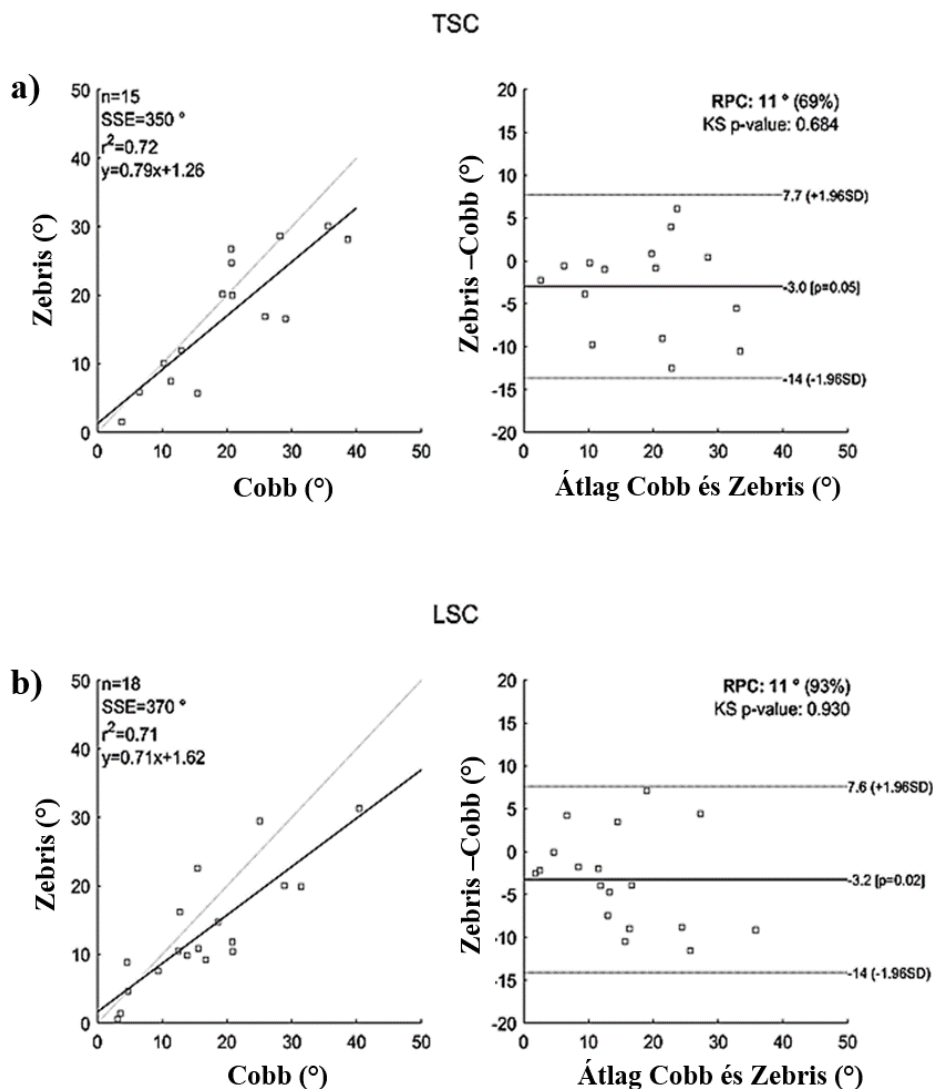 TSC
a)
n=15
SSE=350 °
r²=0.72
y=0.79x+1.26
50
40
30
20
10
0
Zebris (°)
0 10 20 30 40 50
Cobb (°)
RPC: 11 ° (69%)
KS p-value: 0.684
20
15
10
5
0
-5
-10
-15
-20
Zebris –Cobb (°)
7.7 (+1.96SD)
-3.0 [p=0.05]
-14 (-1.96SD)
0 10 20 30 40 50
Átlag Cobb és Zebris (°)
LSC
b)
n=18
SSE=370 °
r²=0.71
y=0.71x+1.62
50
40
30
20
10
0
Zebris (°)
0 10 20 30 40 50
Cobb (°)
RPC: 11 ° (93%)
KS p-value: 0.930
20
15
10
5
0
-5
-10
-15
-20
Zebris –Cobb (°)
7.6 (+1.96SD)
-3.2 [p=0.02]
-14 (-1.96SD)
0 10 20 30 40 50
Átlag Cobb és Zebris (°)